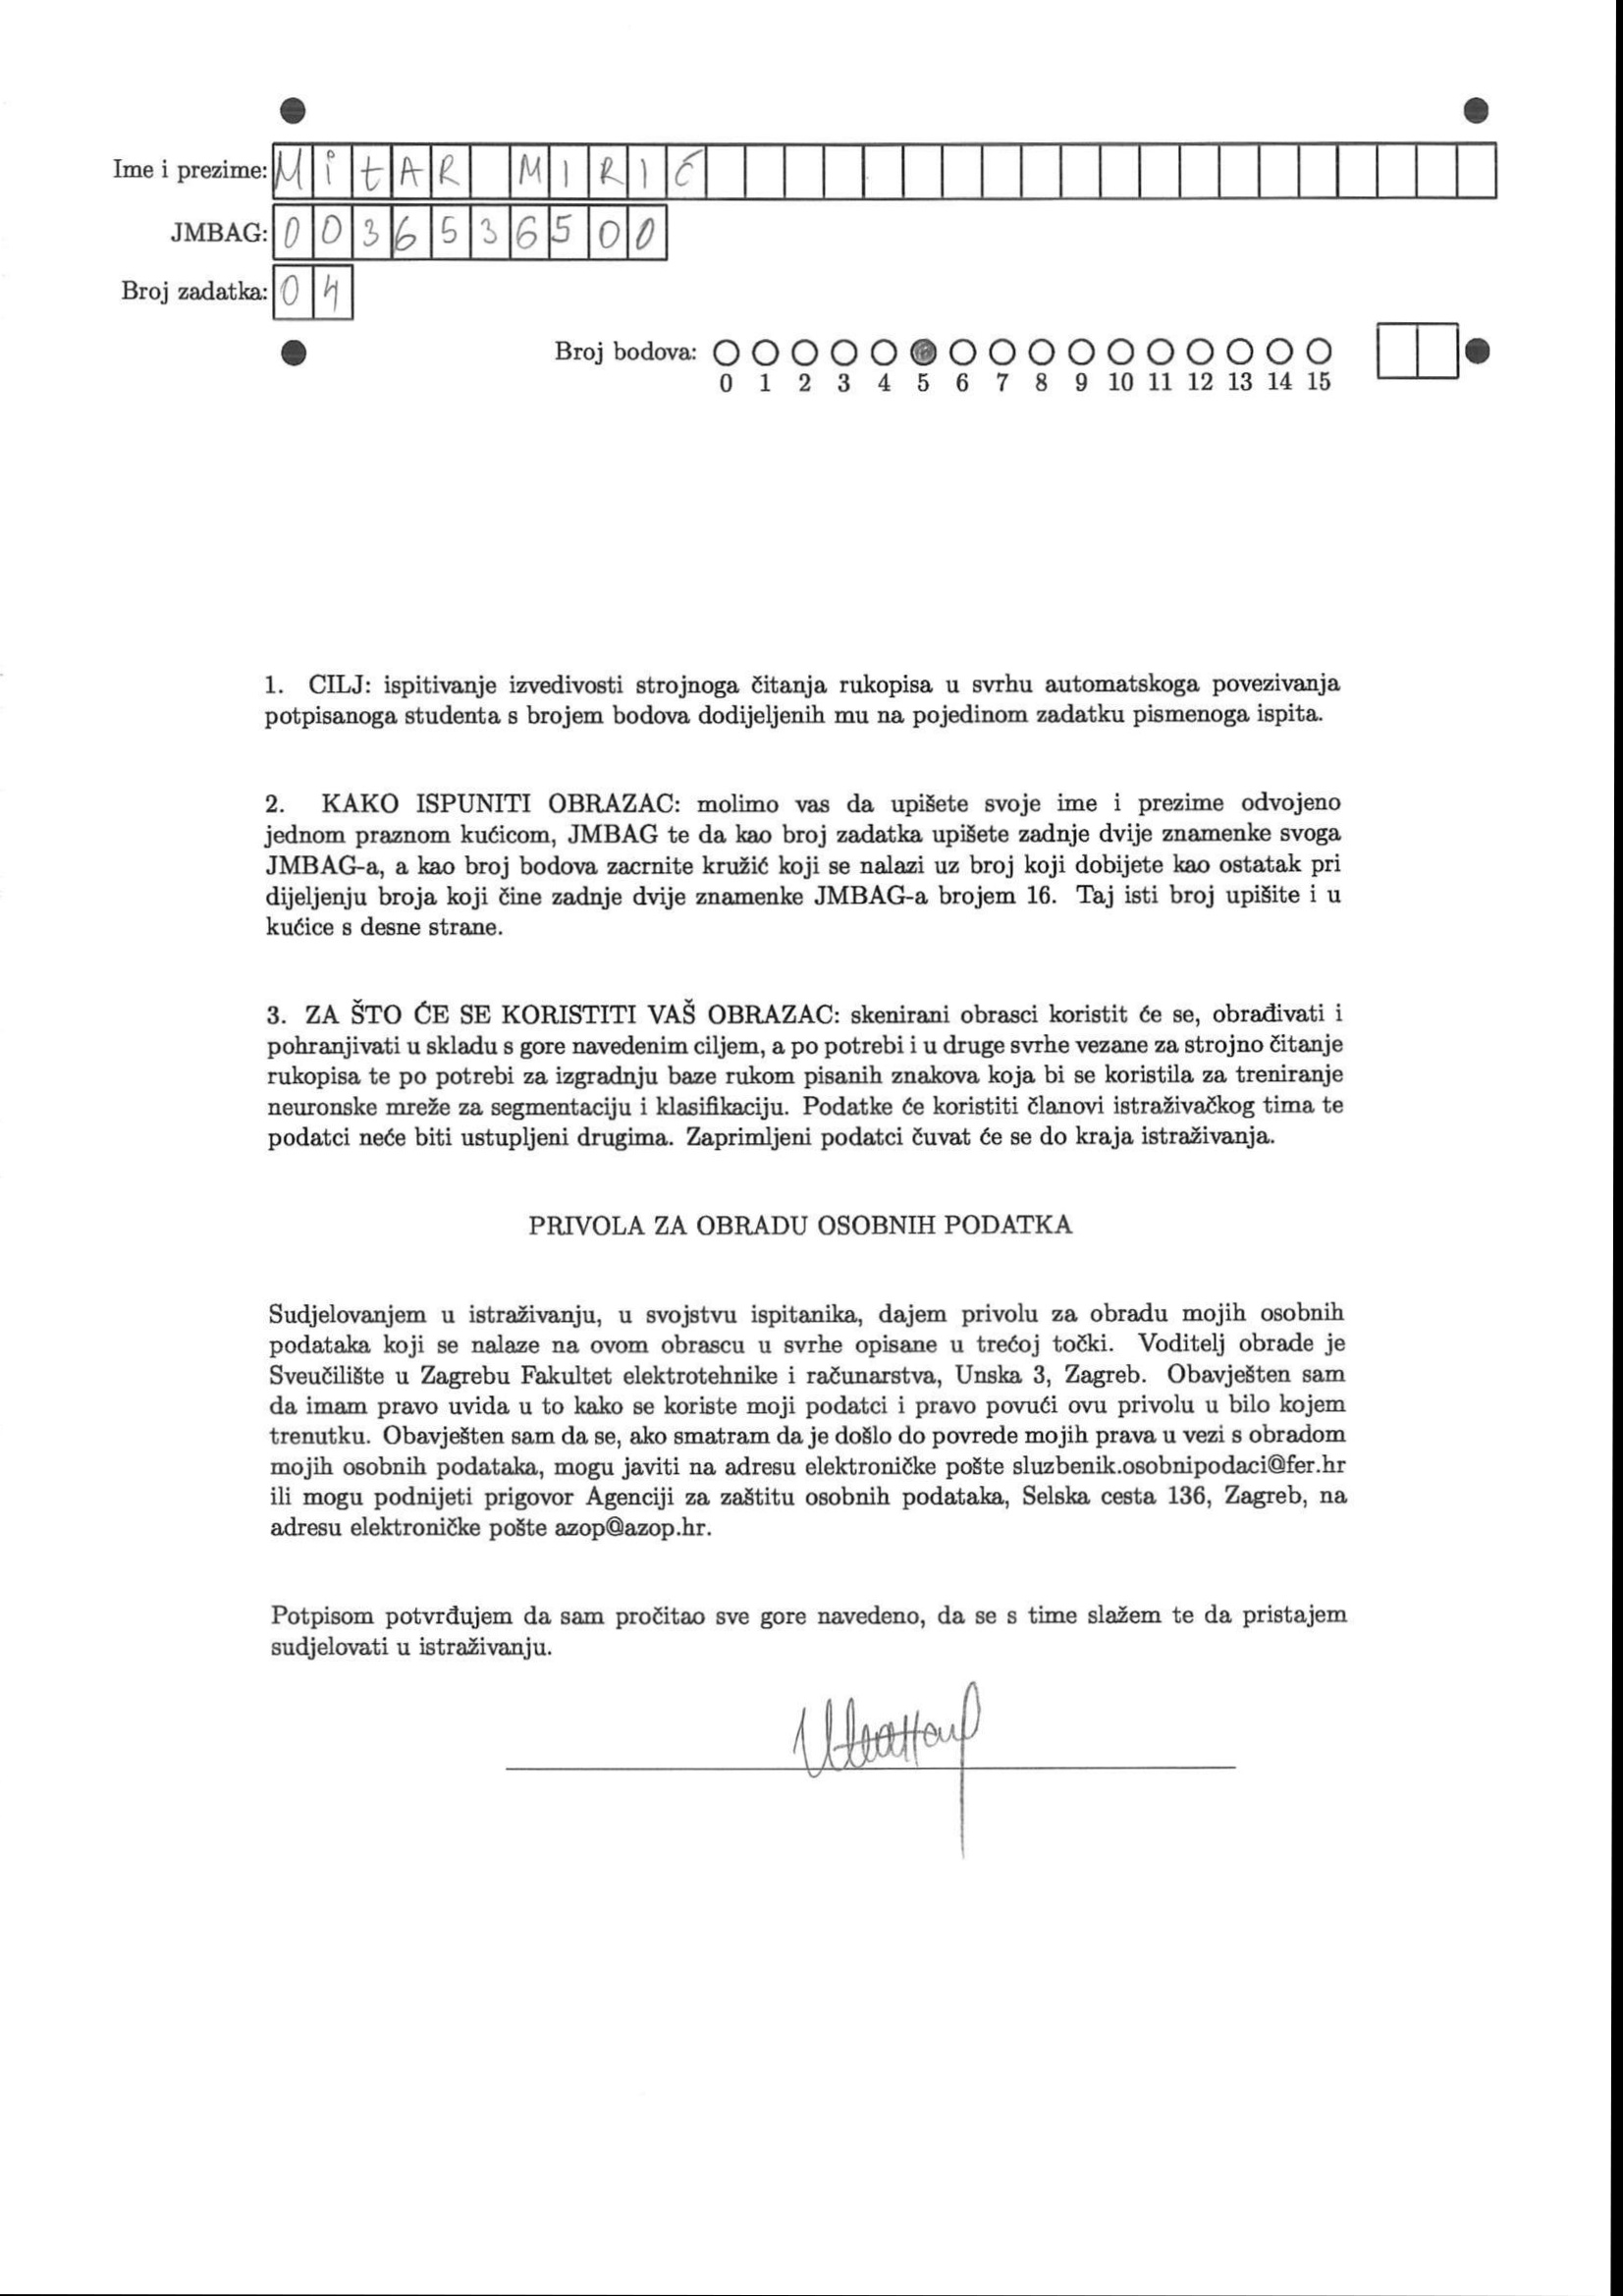 Ime i prezime: MitAR MIRIĆ
JMBAG: 0036536500
Broj zadatka: 04
Broj bodova:
0 1 2 3 4 5 6 7 8 9 10 11 12 13 14 15
1. CILJ: ispitivanje izvedivosti strojnoga čitanja rukopisa u svrhu automatskoga povezivanja
potpisanoga studenta s brojem bodova dodijeljenih mu na pojedinom zadatku pismenoga ispita.
2. KAKO ISPUNITI OBRAZAC: molimo vas da upišete svoje ime i prezime odvojeno
jednom praznom kućicom, JMBAG te da kao broj zadatka upišete zadnje dvije znamenke svoga
JMBAG-a, a kao broj bodova zacrnite kružić koji se nalazi uz broj koji dobijete kao ostatak pri
dijeljenju broja koji čine zadnje dvije znamenke JMBAG-a brojem 16. Taj isti broj upišite i u
kućice s desne strane.
3. ZA ŠTO ĆE SE KORISTITI VAŠ OBRAZAC: skenirani obrasci koristit će se, obrađivati i
pohranjivati u skladu s gore navedenim ciljem, a po potrebi i u druge svrhe vezane za strojno čitanje
rukopisa te po potrebi za izgradnju baze rukom pisanih znakova koja bi se koristila za treniranje
neuronske mreže za segmentaciju i klasifikaciju. Podatke će koristiti članovi istraživačkog tima te
podatci neće biti ustupljeni drugima. Zaprimljeni podatci čuvat će se do kraja istraživanja.
PRIVOLA ZA OBRADU OSOBNIH PODATKA
Sudjelovanjem u istraživanju, u svojstvu ispitanika, dajem privolu za obradu mojih osobnih
podataka koji se nalaze na ovom obrascu u svrhe opisane u trećoj točki. Voditelj obrade je
Sveučilište u Zagrebu Fakultet elektrotehnike i računarstva, Unska 3, Zagreb. Obavješten sam
da imam pravo uvida u to kako se koriste moji podatci i pravo povući ovu privolu u bilo kojem
trenutku. Obavješten sam da se, ako smatram da je došlo do povrede mojih prava u vezi s obradom
mojih osobnih podataka, mogu javiti na adresu elektroničke pošte sluzbenik.osobnipodaci@fer.hr
ili mogu podnijeti prigovor Agenciji za zaštitu osobnih podataka, Selska cesta 136, Zagreb, na
adresu elektroničke pošte azop@azop.hr.
Potpisom potvrđujem da sam pročitao sve gore navedeno, da se s time slažem te da pristajem
sudjelovati u istraživanju.